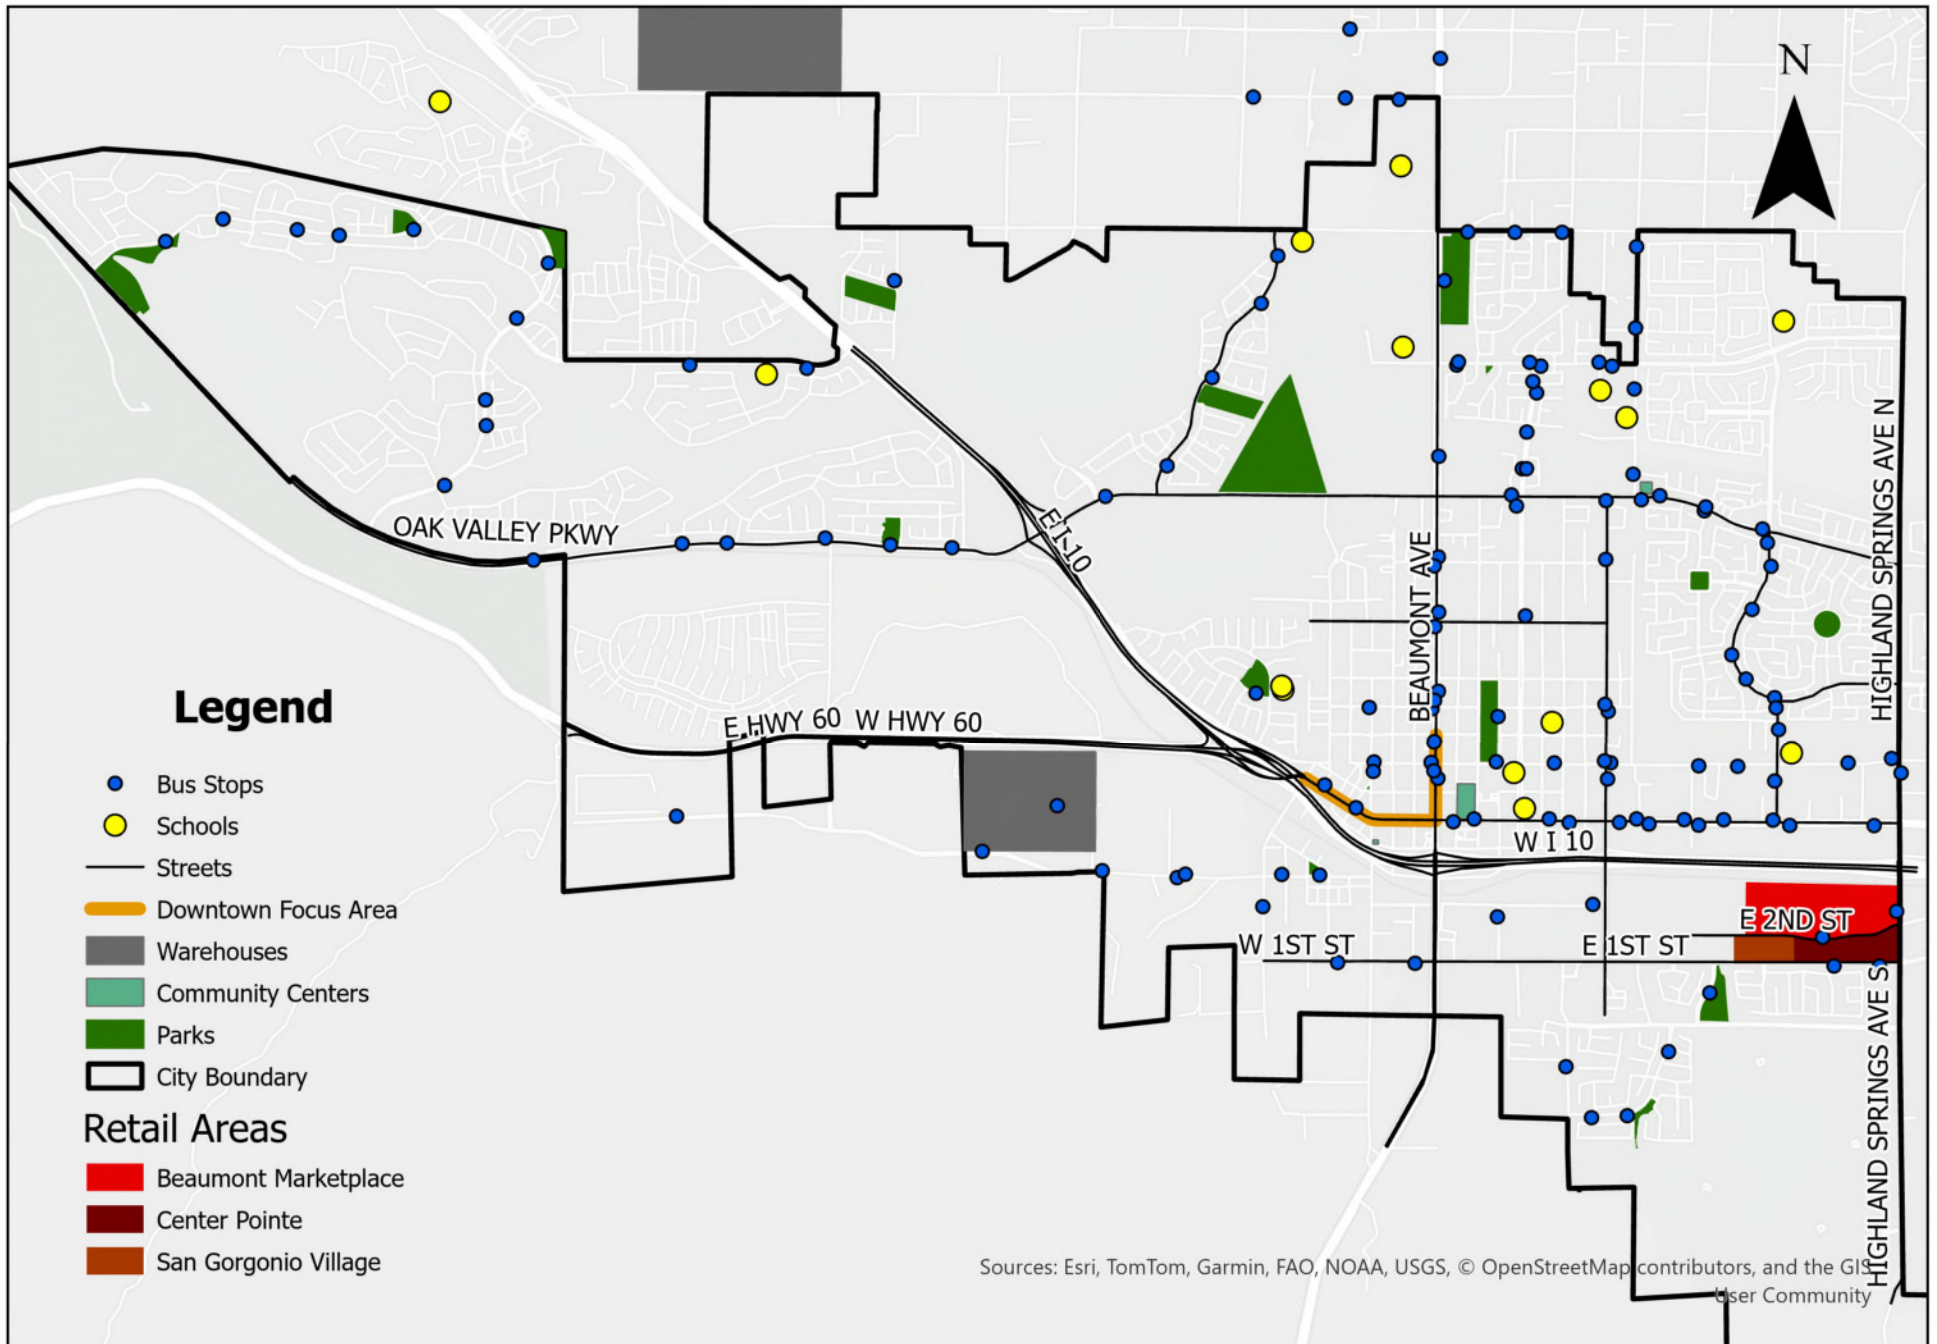 N
HIGHLAND SPRINGS AVE N
OAK VALLEY PKWY
E I-10
BEAUMONT AVE
Legend
E HWY 60
W HWY 60
Bus Stops
Schools
Streets
Downtown Focus Area
Warehouses
Community Centers
Parks
City Boundary
Retail Areas
Beaumont Marketplace
Center Pointe
San Gorgonio Village
W I 10
E 2ND ST
W 1ST ST
E 1ST ST
HIGHLAND SPRINGS AVE S
Sources: Esri, TomTom, Garmin, FAO, NOAA, USGS, © OpenStreetMap contributors, and the GIS
User Community